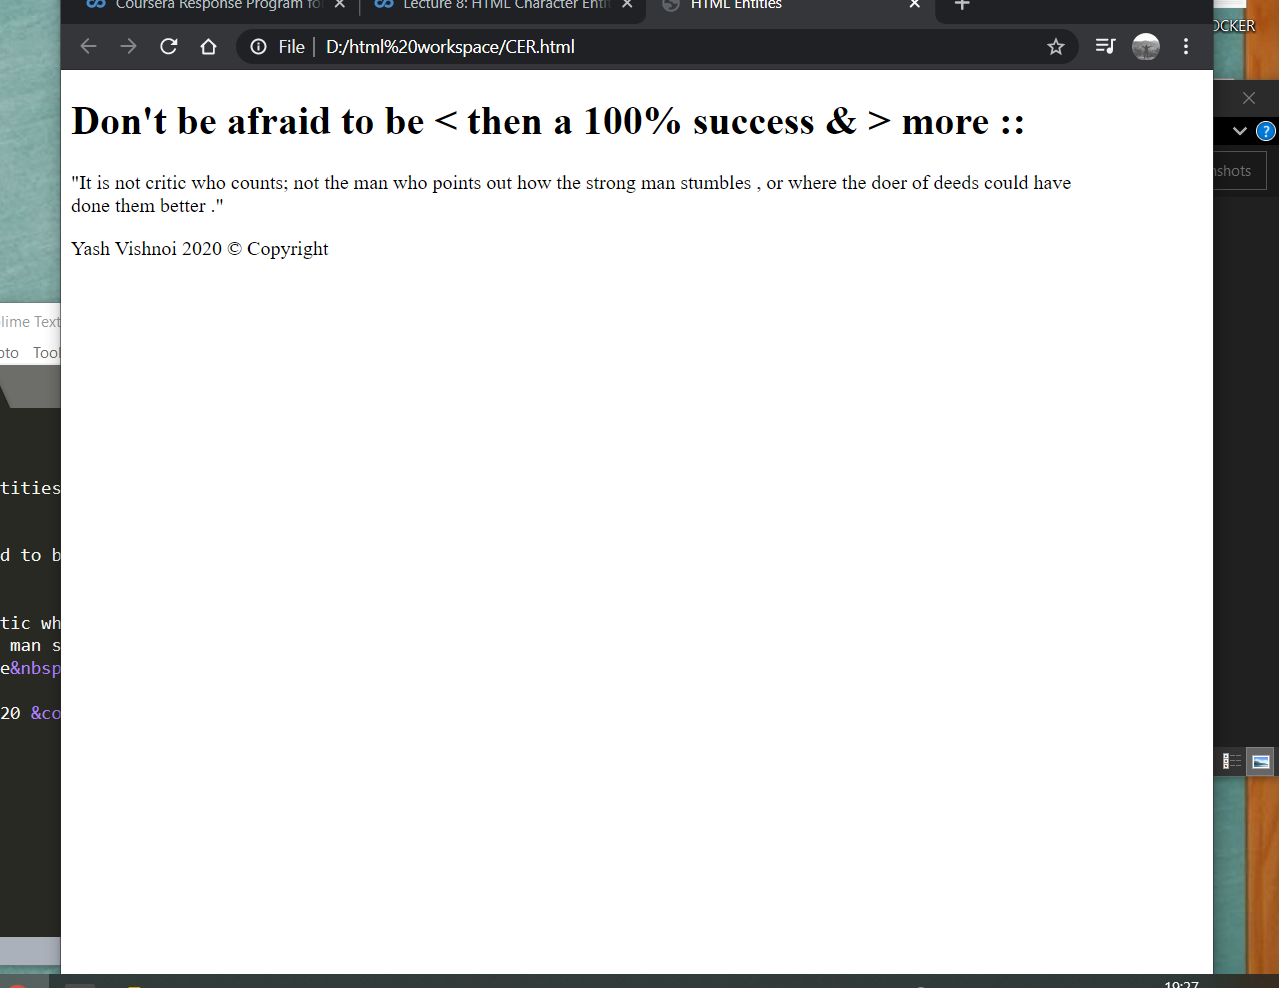 Coursera Response Program fo
Lecture 8: HTML Character Enti
HTML Entities
OCKER
File
D:/html%20workspace/CER.html
Don't be afraid to be < then a 100% success & > more ::
"It is not critic who counts; not the man who points out how the strong man stumbles , or where the doer of deeds could have
done them better ."
Yash Vishnoi 2020 © Copyright
nshots
lime Text
oto Tool
tities
d to b
tic wh
man s
e&nbsp
20 &co
19:27